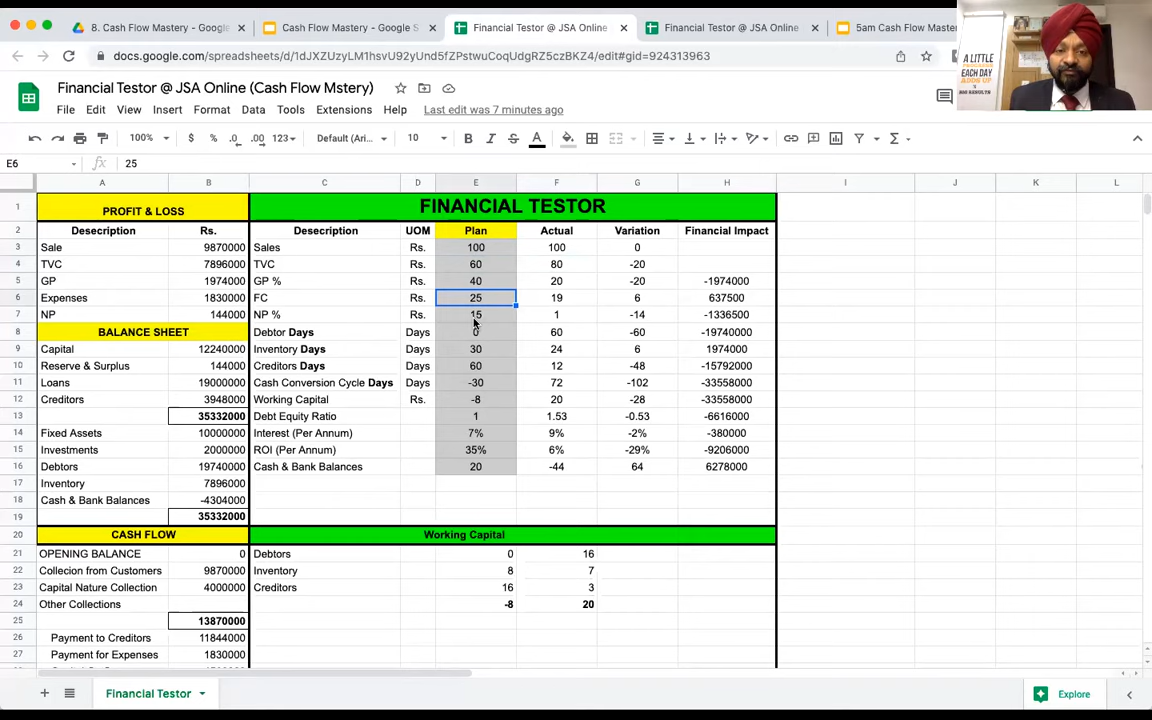 8. Cash Flow Mastery - Google
Cash Flow Mastery - Google S
Financial Testor @ JSA Online
Financial Testor @ JSA Online
5am Cash Flow Maste
docs.google.com/spreadsheets/d/1dJXZUzyLM1hsvU92yUnd5fZPstwuCoqUdgRZ5czBKZ4/edit#gid=924313963
A LITTLE
EACH DAY
ADDS UP
BIG RESULTS
Financial Testor @ JSA Online (Cash Flow Mstery)
File Edit View Insert Format Data Tools Extensions Help Last edit was 7 minutes ago
100% $ % .0 .00 123 Default (Ari... 10 B I S A
E6 fx 25
A B C D E F G H I J K L
1 PROFIT & LOSS FINANCIAL TESTOR
2 Desecription Rs. Desecription UOM Plan Actual Variation Financial Impact
3 Sale 9870000 Sales Rs. 100 100 0
4 TVC 7896000 TVC Rs. 60 80 -20
5 GP 1974000 GP % Rs. 40 20 -20 -1974000
6 Expenses 1830000 FC Rs. 25 19 6 637500
7 NP 144000 NP % Rs. 15 1 -14 -1336500
8 BALANCE SHEET Debtor Days Days 0 60 -60 -19740000
9 Capital 12240000 Inventory Days Days 30 24 6 1974000
10 Reserve & Surplus 144000 Creditors Days Days 60 12 -48 -15792000
11 Loans 19000000 Cash Conversion Cycle Days Days -30 72 -102 -33558000
12 Creditors 3948000 Working Capital Rs. -8 20 -28 -33558000
13 35332000 Debt Equity Ratio 1 1.53 -0.53 -6616000
14 Fixed Assets 10000000 Interest (Per Annum) 7% 9% -2% -380000
15 Investments 2000000 ROI (Per Annum) 35% 6% -29% -9206000
16 Debtors 19740000 Cash & Bank Balances 20 -44 64 6278000
17 Inventory 7896000
18 Cash & Bank Balances -4304000
19 35332000
20 CASH FLOW Working Capital
21 OPENING BALANCE 0 Debtors 0 16
22 Collecion from Customers 9870000 Inventory 8 7
23 Capital Nature Collection 4000000 Creditors 16 3
24 Other Collections -8 20
25 13870000
26 Payment to Creditors 11844000
27 Payment for Expenses 1830000
Financial Testor
Explore